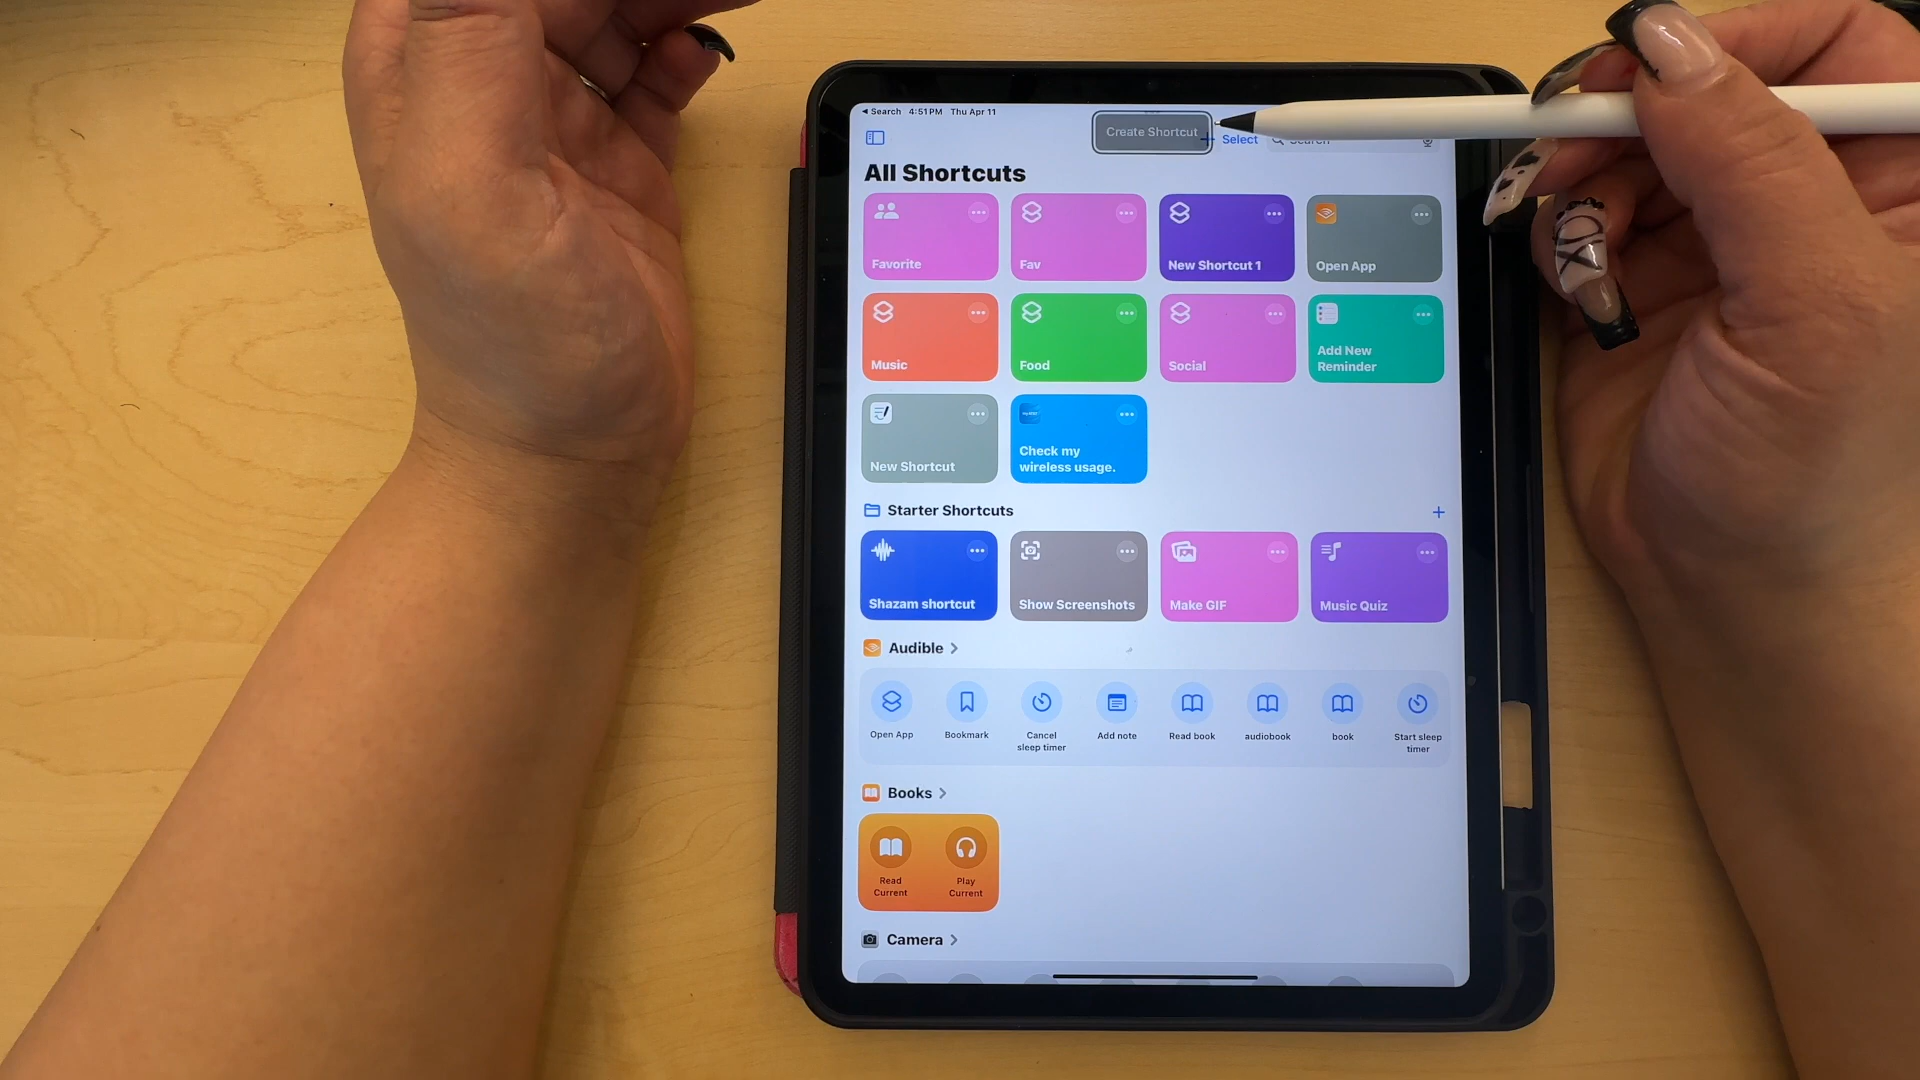 ◀ Search 4:51 PM Thu Apr 11
Create Shortcut
Select
Search
All Shortcuts
Favorite
Fav
New Shortcut 1
Open App
Music
Food
Social
Add New
Reminder
New Shortcut
Check my
wireless usage.
Starter Shortcuts
Shazam shortcut
Show Screenshots
Make GIF
Music Quiz
Audible
Open App
Bookmark
Cancel
sleep timer
Add note
Read book
audiobook
book
Start sleep
timer
Books
Read
Current
Play
Current
Camera